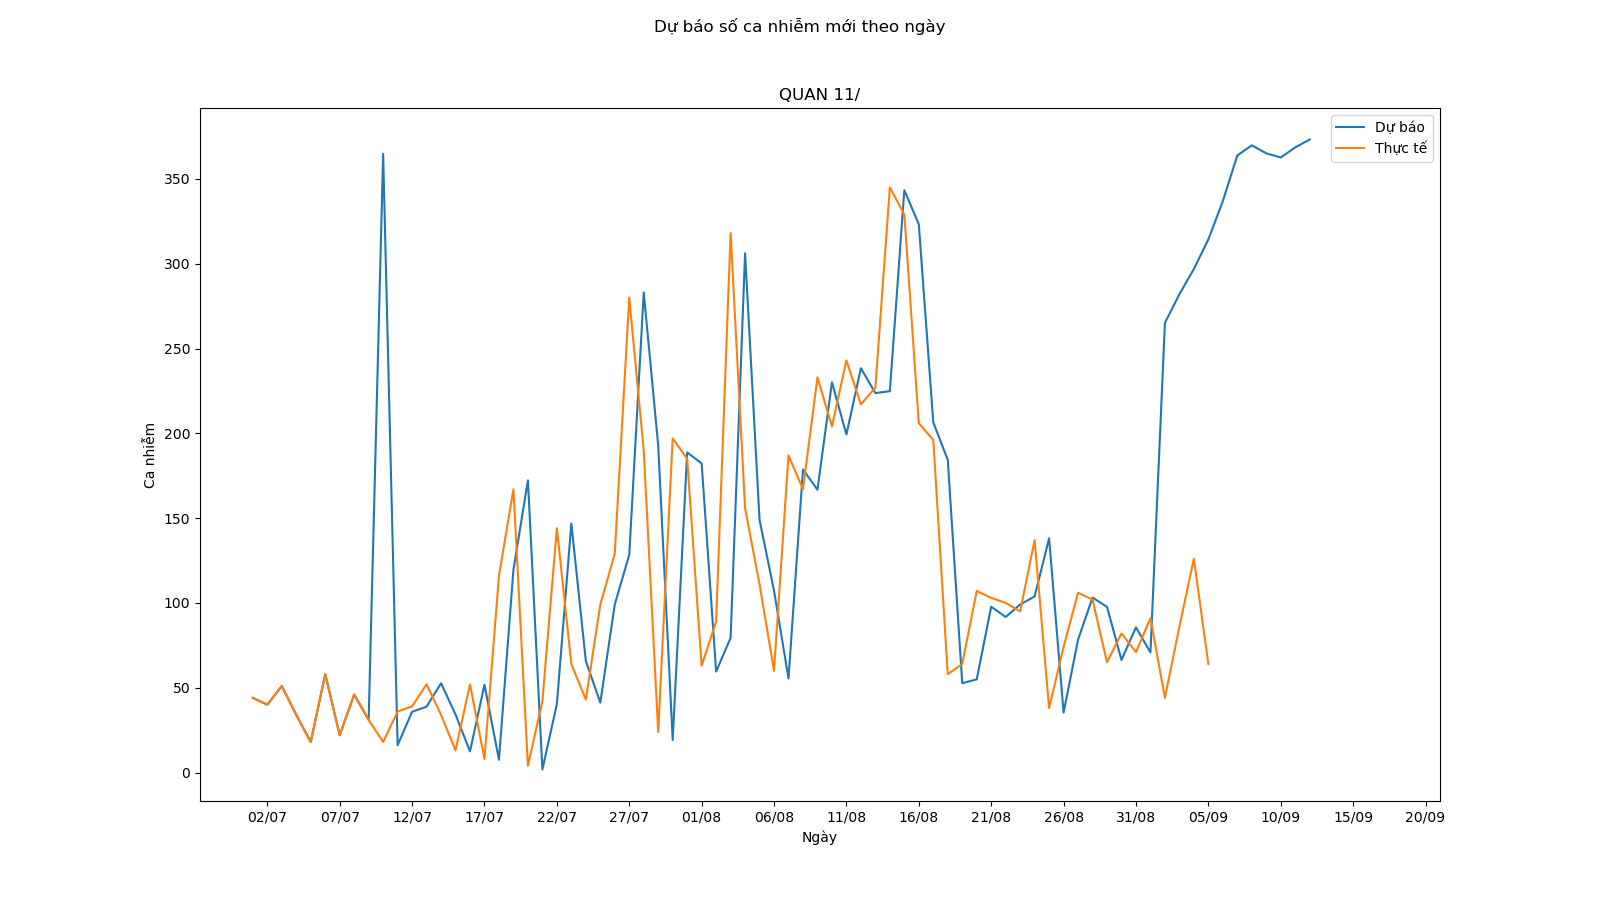 Dự báo số ca nhiễm mới theo ngày
QUAN 11/
Dự báo
Thực tế
350
300
250
200
150
100
50
0
Ca nhiễm
02/07 07/07 12/07 17/07 22/07 27/07 01/08 06/08 11/08 16/08 21/08 26/08 31/08 05/09 10/09 15/09 20/09
Ngày